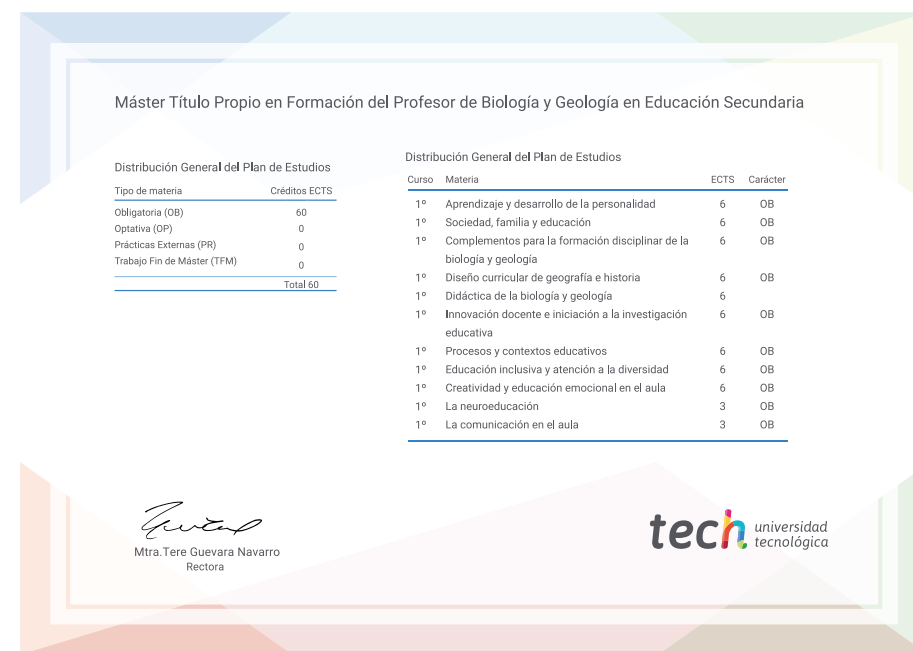 Máster Título Propio en Formación del Profesor de Biología y Geología en Educación Secundaria
Distribución General del Plan de Estudios
Tipo de materia Créditos ECTS
Obligatoria (OB) 60
Optativa (OP) 0
Prácticas Externas (PR) 0
Trabajo Fin de Máster (TFM) 0
Total 60
Distribución General del Plan de Estudios
Curso Materia ECTS Carácter
1º Aprendizaje y desarrollo de la personalidad 6 OB
1º Sociedad, familia y educación 6 OB
1º Complementos para la formación disciplinar de la 6 OB
biología y geología
1º Diseño curricular de geografía e historia 6 OB
1º Didáctica de la biología y geología 6
1º Innovación docente e iniciación a la investigación 6 OB
educativa
1º Procesos y contextos educativos 6 OB
1º Educación inclusiva y atención a la diversidad 6 OB
1º Creatividad y educación emocional en el aula 6 OB
1º La neuroeducación 3 OB
1º La comunicación en el aula 3 OB
Mtra.Tere Guevara Navarro
Rectora
tech universidad
tecnológica